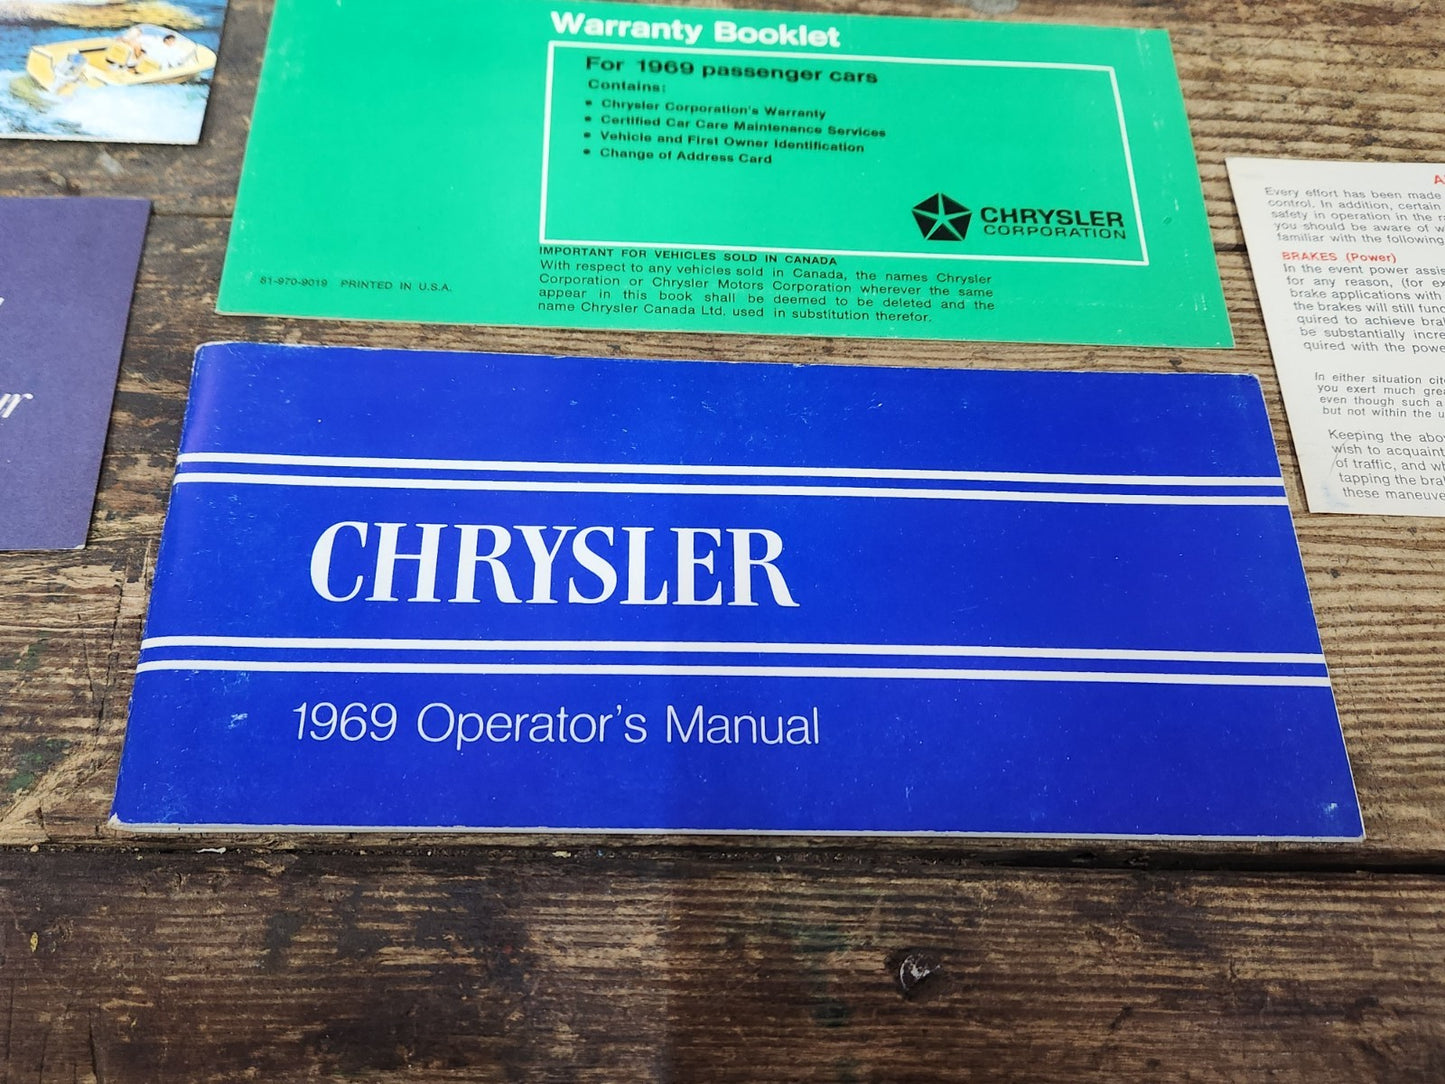 Warranty Booklet
For 1969 passenger cars
Contains:
• Chrysler Corporation's Warranty
• Certified Car Care Maintenance Services
• Vehicle and First Owner Identification
• Change of Address Card
CHRYSLER
CORPORATION
IMPORTANT FOR VEHICLES SOLD IN CANADA
With respect to any vehicles sold in Canada, the names Chrysler
Corporation or Chrysler Motors Corporation wherever the same
appear in this book shall be deemed to be deleted and the
name Chrysler Canada Ltd. used in substitution therefor.
81-970-9019 PRINTED IN U.S.A.
Every effort has been made
control. In addition, certain
safety in operation in the
you should be aware of
familiar with the following
BRAKES (Power)
In the event power
for any reason, (for
brake applications with
the brakes will still
quired to achieve
be substantially
quired with the
In either situation
you exert much
even though such a
but not within the
Keeping the
wish to acquaint
of traffic, and
tapping the
these
CHRYSLER
1969 Operator's Manual